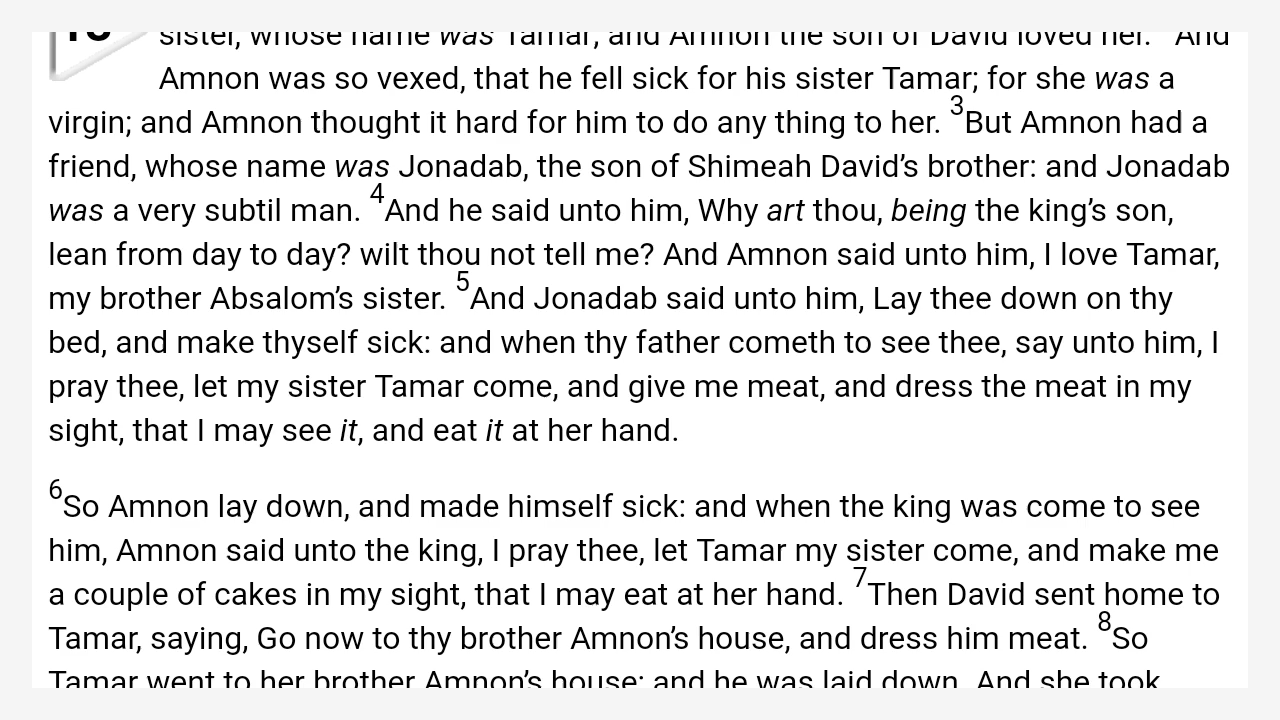 13 sister, whose name was Tamar; and Amnon the son of David loved her. And
Amnon was so vexed, that he fell sick for his sister Tamar; for she was a
virgin; and Amnon thought it hard for him to do any thing to her. 3But Amnon had a
friend, whose name was Jonadab, the son of Shimeah David’s brother: and Jonadab
was a very subtil man. 4And he said unto him, Why art thou, being the king’s son,
lean from day to day? wilt thou not tell me? And Amnon said unto him, I love Tamar,
my brother Absalom’s sister. 5And Jonadab said unto him, Lay thee down on thy
bed, and make thyself sick: and when thy father cometh to see thee, say unto him, I
pray thee, let my sister Tamar come, and give me meat, and dress the meat in my
sight, that I may see it, and eat it at her hand.
6So Amnon lay down, and made himself sick: and when the king was come to see
him, Amnon said unto the king, I pray thee, let Tamar my sister come, and make me
a couple of cakes in my sight, that I may eat at her hand. 7Then David sent home to
Tamar, saying, Go now to thy brother Amnon’s house, and dress him meat. 8So
Tamar went to her brother Amnon’s house; and he was laid down. And she took